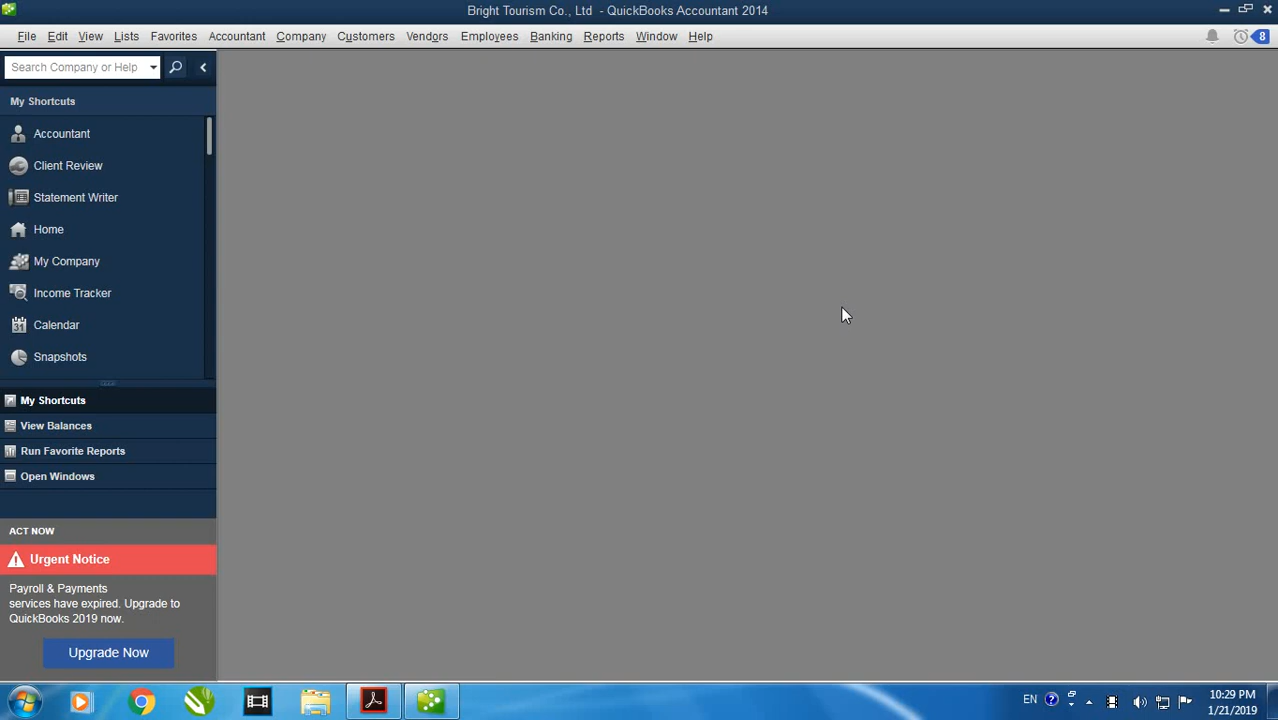 Bright Tourism Co., Ltd - QuickBooks Accountant 2014
File Edit View Lists Favorites Accountant Company Customers Vendors Employees Banking Reports Window Help
8
Search Company or Help
My Shortcuts
Accountant
Client Review
Statement Writer
Home
My Company
Income Tracker
31
Calendar
Snapshots
My Shortcuts
View Balances
Run Favorite Reports
Open Windows
ACT NOW
Urgent Notice
Payroll & Payments
services have expired. Upgrade to
QuickBooks 2019 now.
Upgrade Now
EN
10:29 PM
1/21/2019